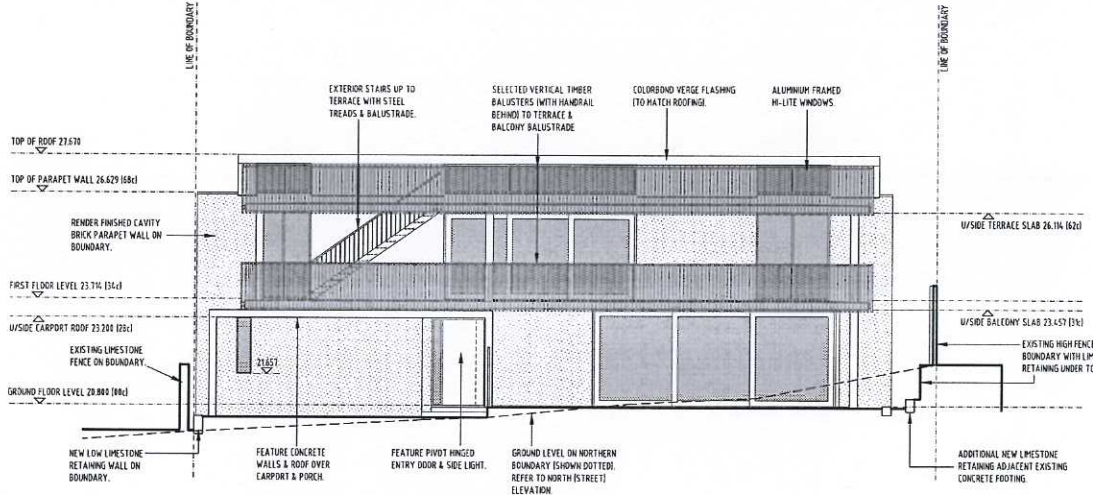 LINE OF BOUNDARY
LINE OF BOUNDARY
EXTERIOR STAIRS UP TO
TERRACE WITH STEEL
TREADS & BALUSTRADE.
SELECTED VERTICAL TIMBER
BALUSTERS (WITH HANDRAIL
BEHIND) TO TERRACE &
BALCONY BALUSTRADE
COLORBOND VERGE FLASHING
(TO MATCH ROOFING).
ALUMINIUM FRAMED
HI-LITE WINDOWS.
TOP OF ROOF 27.670
TOP OF PARAPET WALL 26.629 (68c)
RENDER FINISHED CAVITY
BRICK PARAPET WALL ON
BOUNDARY.
U/SIDE TERRACE SLAB 26.114 (62c)
FIRST FLOOR LEVEL 23.714 (34c)
U/SIDE CARPORT ROOF 23.200 (28c)
U/SIDE BALCONY SLAB 23.457 (31c)
EXISTING LIMESTONE
FENCE ON BOUNDARY.
21.657
EXISTING HIGH FENCE
BOUNDARY WITH LIM
RETAINING UNDER TO
GROUND FLOOR LEVEL 20.800 (00c)
NEW LOW LIMESTONE
RETAINING WALL ON
BOUNDARY.
FEATURE CONCRETE
WALLS & ROOF OVER
CARPORT & PORCH.
FEATURE PIVOT HINGED
ENTRY DOOR & SIDE LIGHT.
GROUND LEVEL ON NORTHERN
BOUNDARY (SHOWN DOTTED).
REFER TO NORTH (STREET)
ELEVATION.
ADDITIONAL NEW LIMESTONE
RETAINING ADJACENT EXISTING
CONCRETE FOOTING.